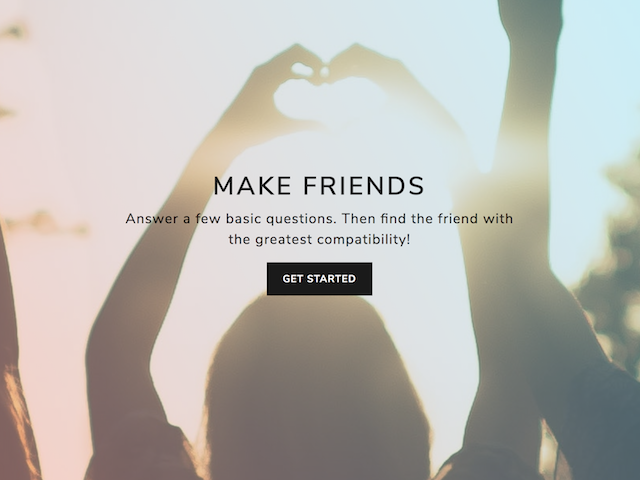 MAKE FRIENDS
Answer a few basic questions. Then find the friend with
the greatest compatibility!
GET STARTED